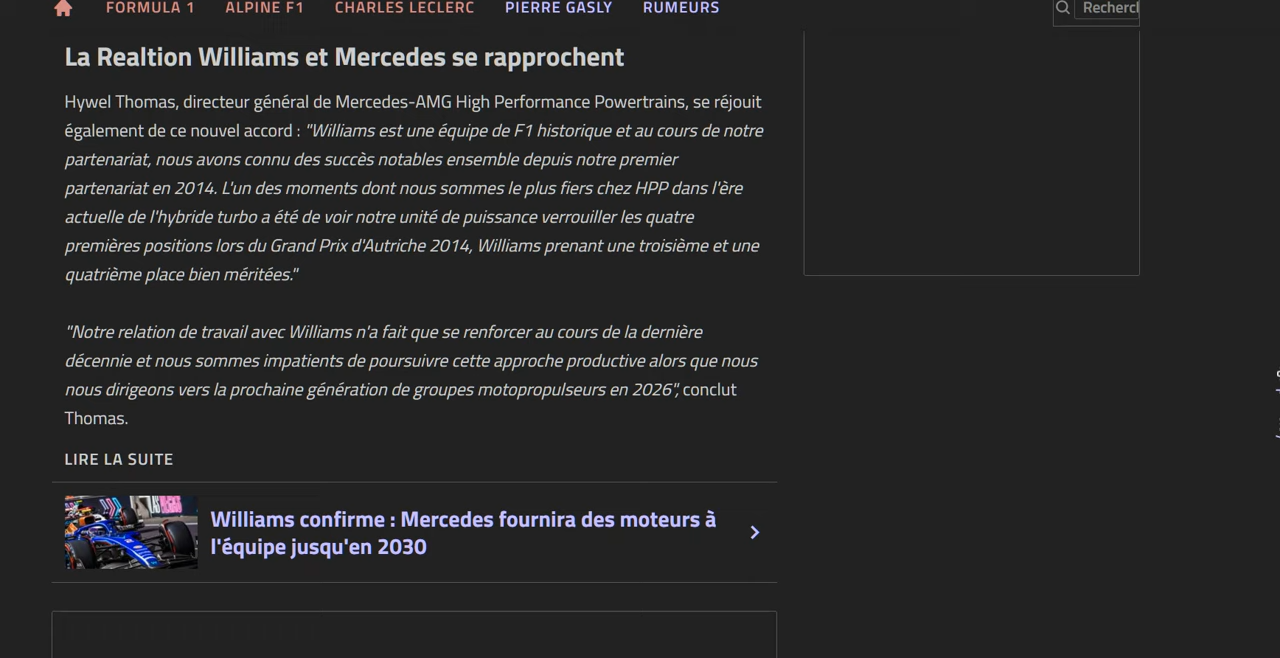 FORMULA 1 ALPINE F1 CHARLES LECLERC PIERRE GASLY RUMEURS
La Realtion Williams et Mercedes se rapprochent
Hywel Thomas, directeur général de Mercedes-AMG High Performance Powertrains, se réjouit
également de ce nouvel accord : "Williams est une équipe de F1 historique et au cours de notre
partenariat, nous avons connu des succès notables ensemble depuis notre premier
partenariat en 2014. L'un des moments dont nous sommes le plus fiers chez HPP dans l'ère
actuelle de l'hybride turbo a été de voir notre unité de puissance verrouiller les quatre
premières positions lors du Grand Prix d'Autriche 2014, Williams prenant une troisième et une
quatrième place bien méritées."
"Notre relation de travail avec Williams n'a fait que se renforcer au cours de la dernière
décennie et nous sommes impatients de poursuivre cette approche productive alors que nous
nous dirigeons vers la prochaine génération de groupes motopropulseurs en 2026", conclut
Thomas.
LIRE LA SUITE
Williams confirme : Mercedes fournira des moteurs à
l'équipe jusqu'en 2030